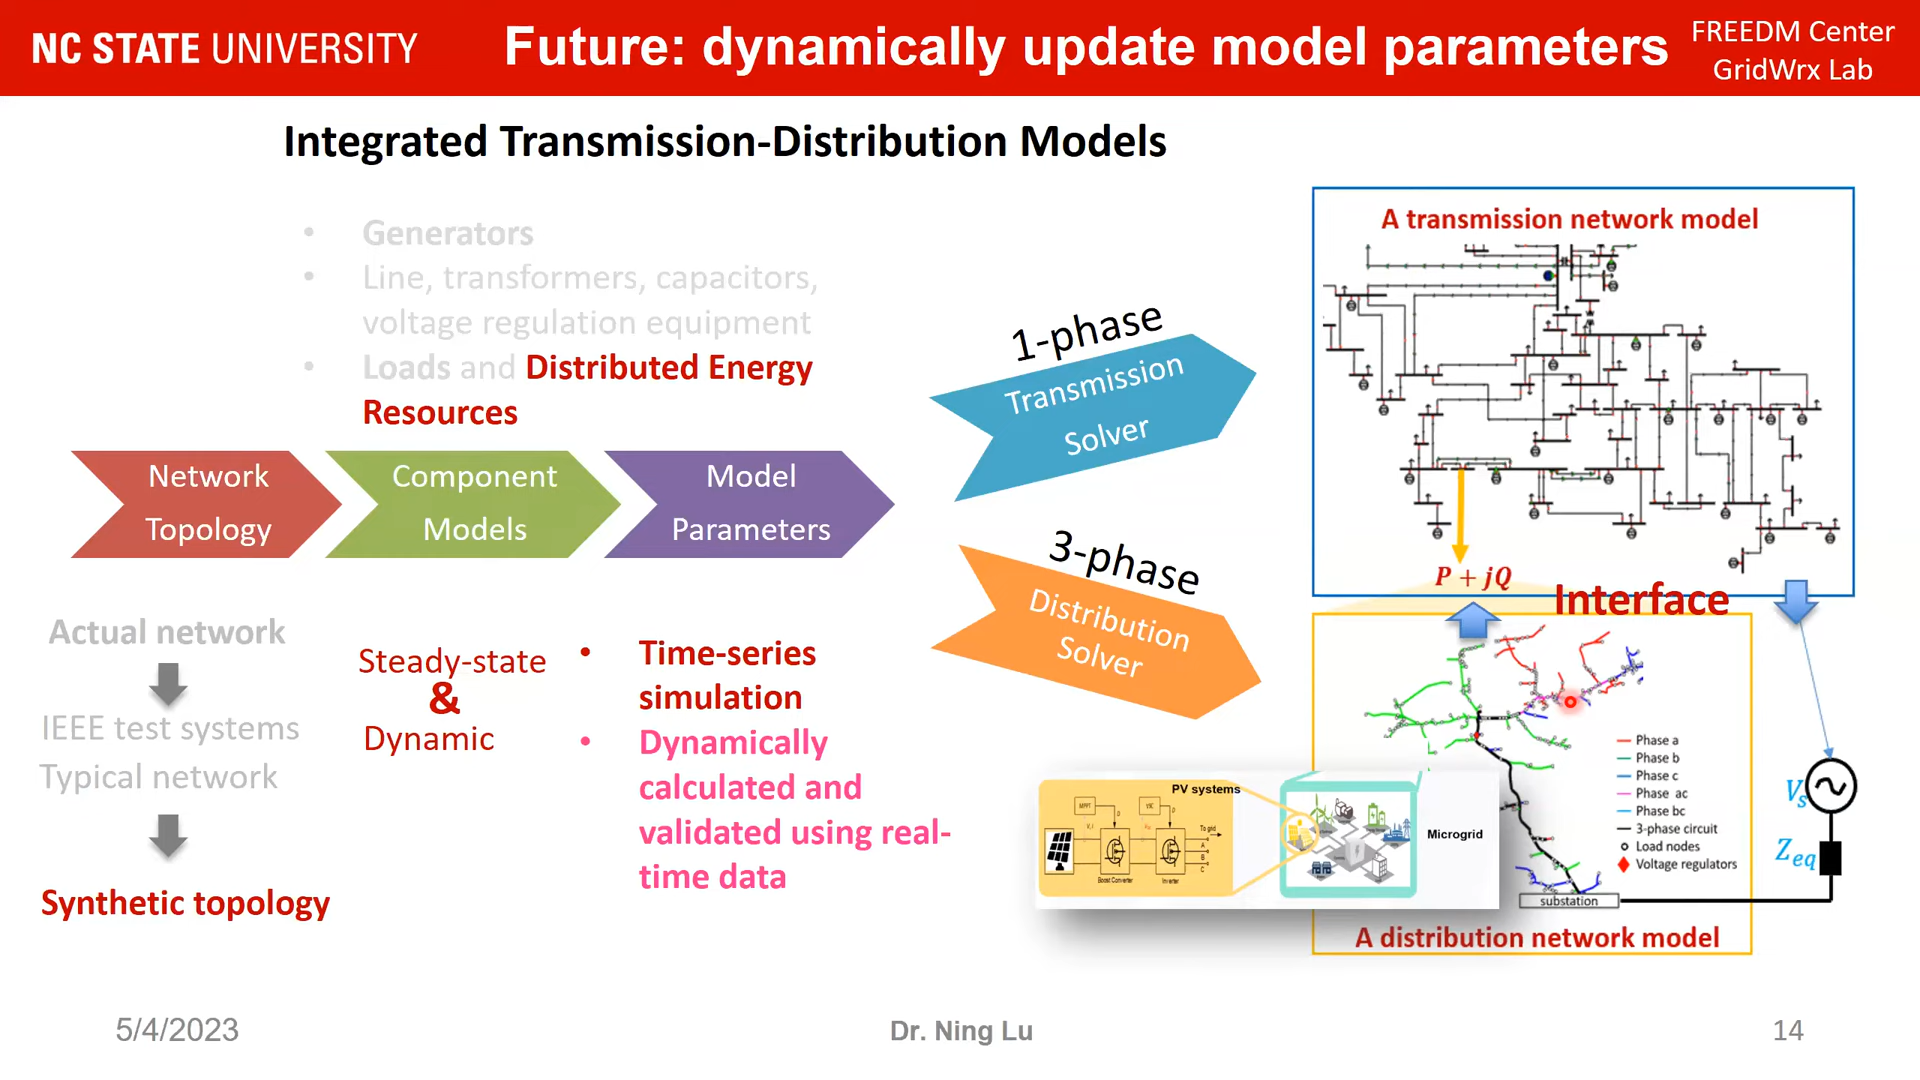 NC STATE UNIVERSITY
Future: dynamically update model parameters
FREEDM Center
GridWrx Lab
Integrated Transmission-Distribution Models
• Generators
• Line, transformers, capacitors,
voltage regulation equipment
• Loads and Distributed Energy
Resources
Network
Topology
Component
Models
Model
Parameters
Actual network
IEEE test systems
Typical network
Synthetic topology
Steady-state
&
Dynamic
• Time-series
simulation
• Dynamically
calculated and
validated using real-
time data
1-phase
Transmission
Solver
3-phase
Distribution
Solver
A transmission network model
P + jQ
Interface
Phase a
Phase b
Phase c
Phase ac
Phase bc
3-phase circuit
Load nodes
Voltage regulators
substation
A distribution network model
Vs
Zeq
PV systems
MPPT
VSC
D
D
To grid
A
B
C
Boost Converter
Inverter
Microgrid
5/4/2023
Dr. Ning Lu
14